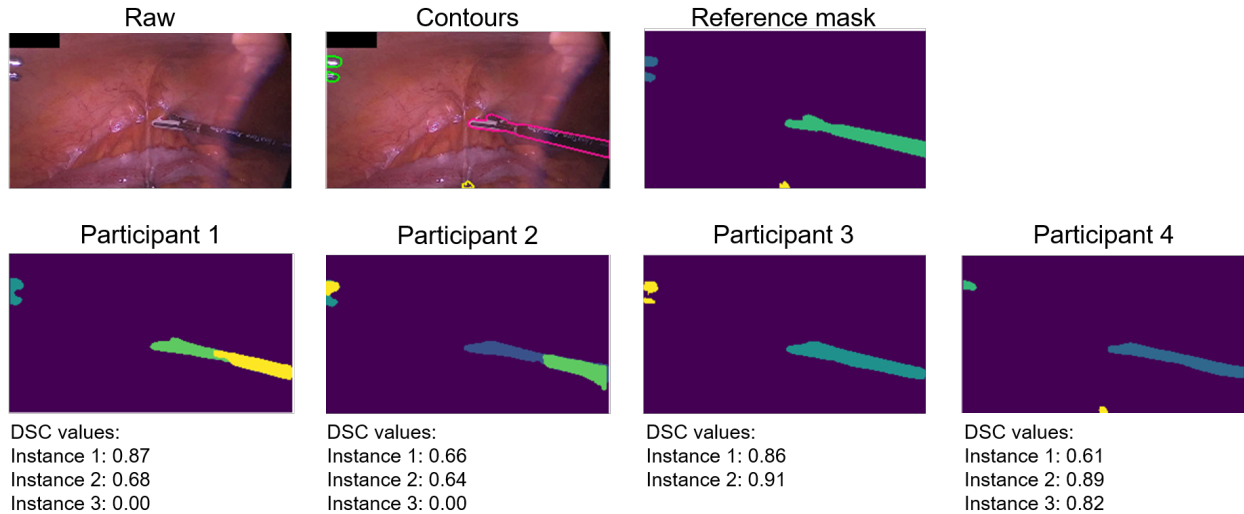 Raw
Contours
Reference mask
Participant 1
Participant 2
Participant 3
Participant 4
DSC values:
Instance 1: 0.87
Instance 2: 0.68
Instance 3: 0.00
DSC values:
Instance 1: 0.66
Instance 2: 0.64
Instance 3: 0.00
DSC values:
Instance 1: 0.86
Instance 2: 0.91
DSC values:
Instance 1: 0.61
Instance 2: 0.89
Instance 3: 0.82